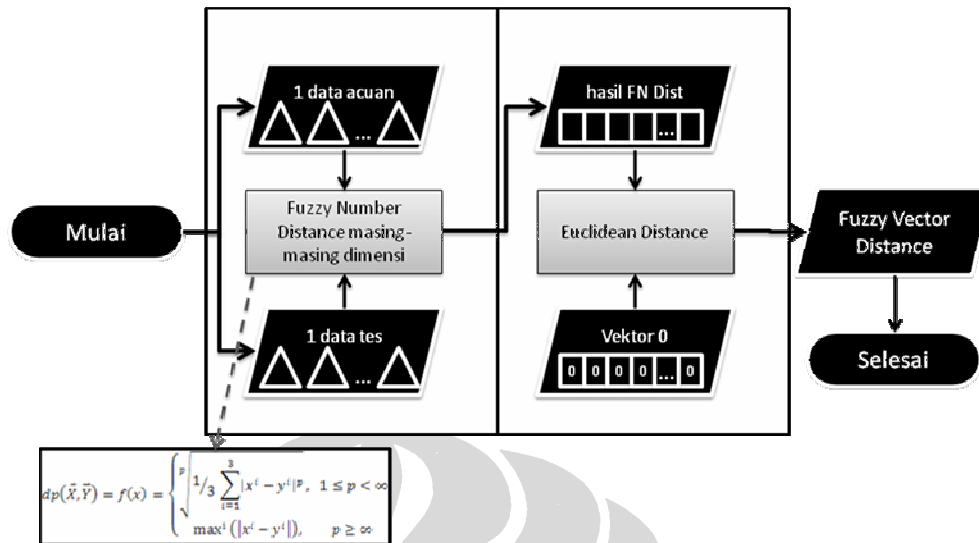 Mulai
1 data acuan
...
Fuzzy Number
Distance masing-
masing dimensi
1 data tes
...
hasil FN Dist
...
Euclidean Distance
Vektor 0
0 0 0 0 ... 0
Fuzzy Vector
Distance
Selesai
dp(X⃗,Y⃗) = f(x) = { ᵖ√(1/3 ∑³ᵢ₌₁ |xⁱ − yⁱ|ᵖ), 1 ≤ p < ∞
maxⁱ (|xⁱ − yⁱ|), p ≥ ∞